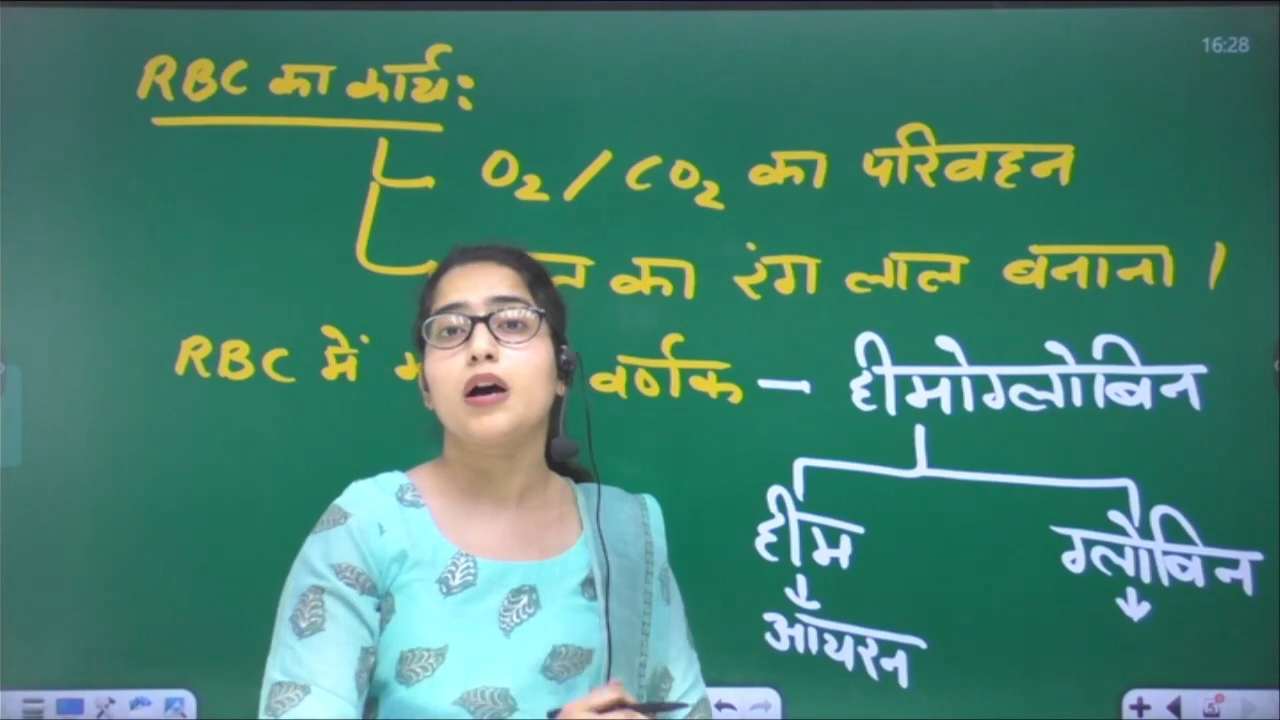 16:28
RBC का कार्य:
O₂/CO₂ का परिवहन
का रंग लाल बनाना।
RBC में वर्णक – हीमोग्लोबिन
हीम ग्लोबिन
आयरन